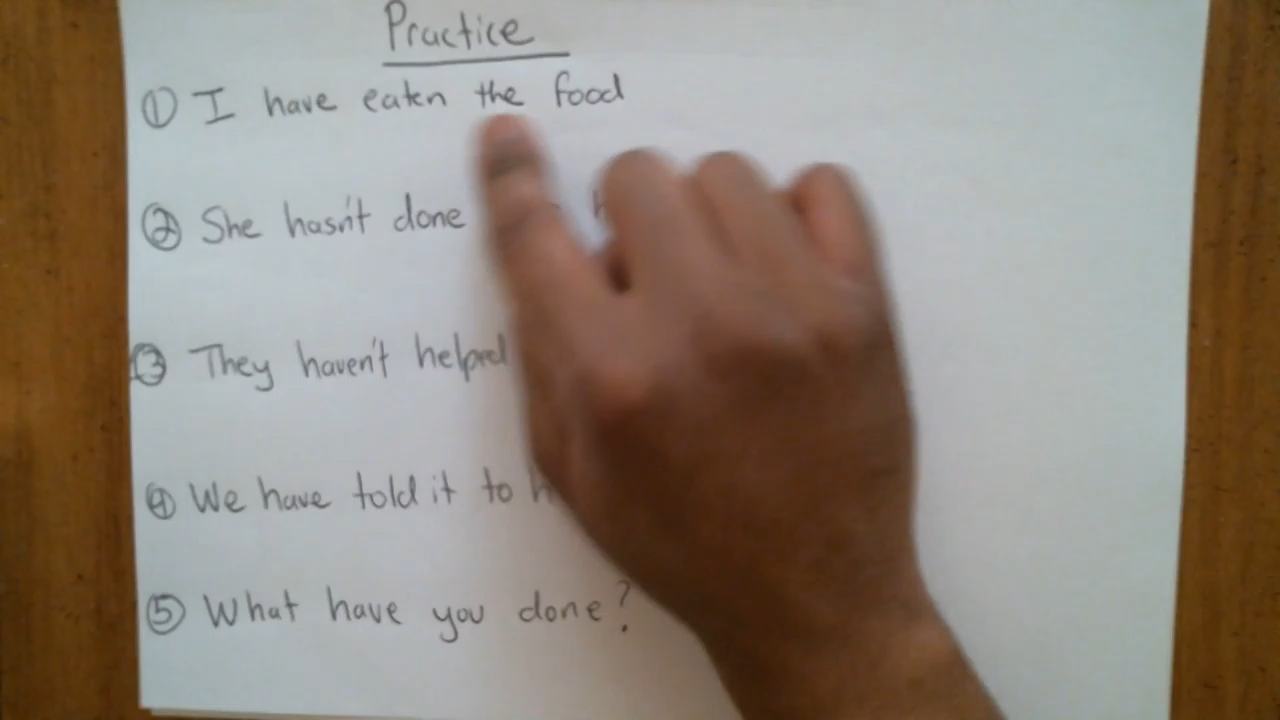 Practice
① I have eaten the food
② She hasn't done
③ They haven't helped
④ We have told it to
⑤ What have you done?